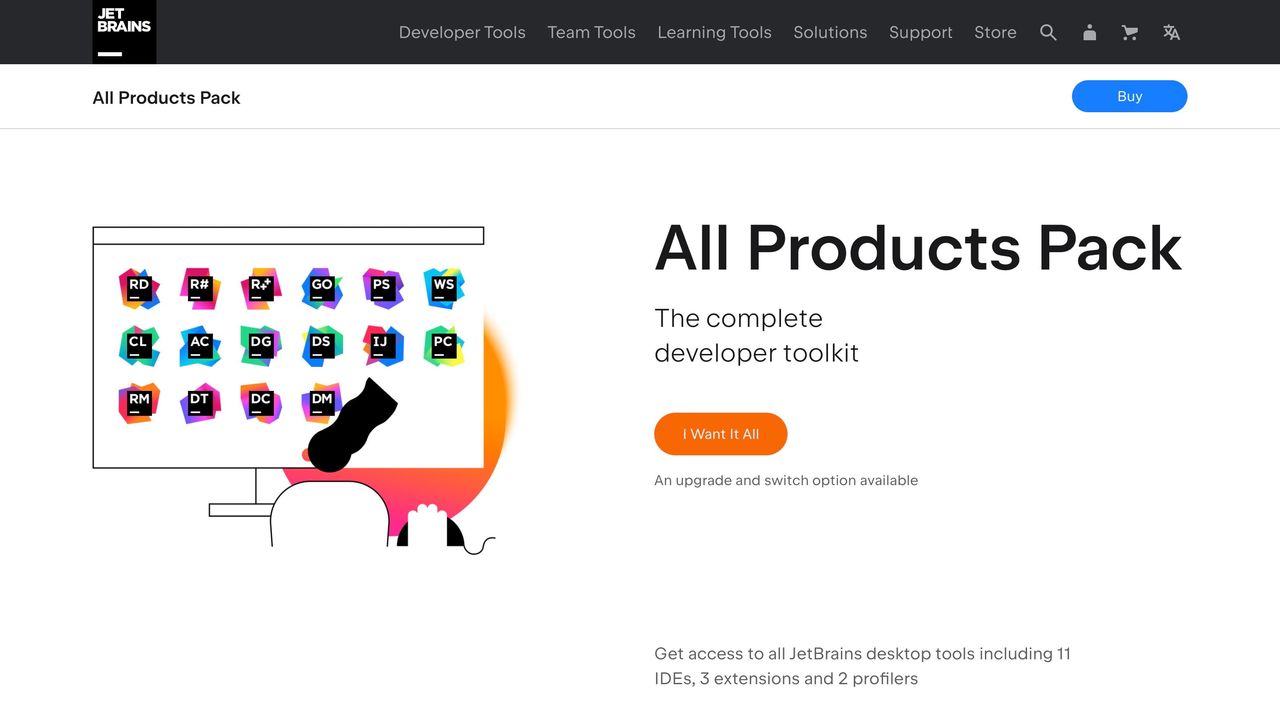 JET
BRAINS
Developer Tools Team Tools Learning Tools Solutions Support Store
All Products Pack
Buy
RD R# R++ GO PS WS
CL AC DG DS IJ PC
RM DT DC DM
All Products Pack
The complete
developer toolkit
I Want It All
An upgrade and switch option available
Get access to all JetBrains desktop tools including 11
IDEs, 3 extensions and 2 profilers